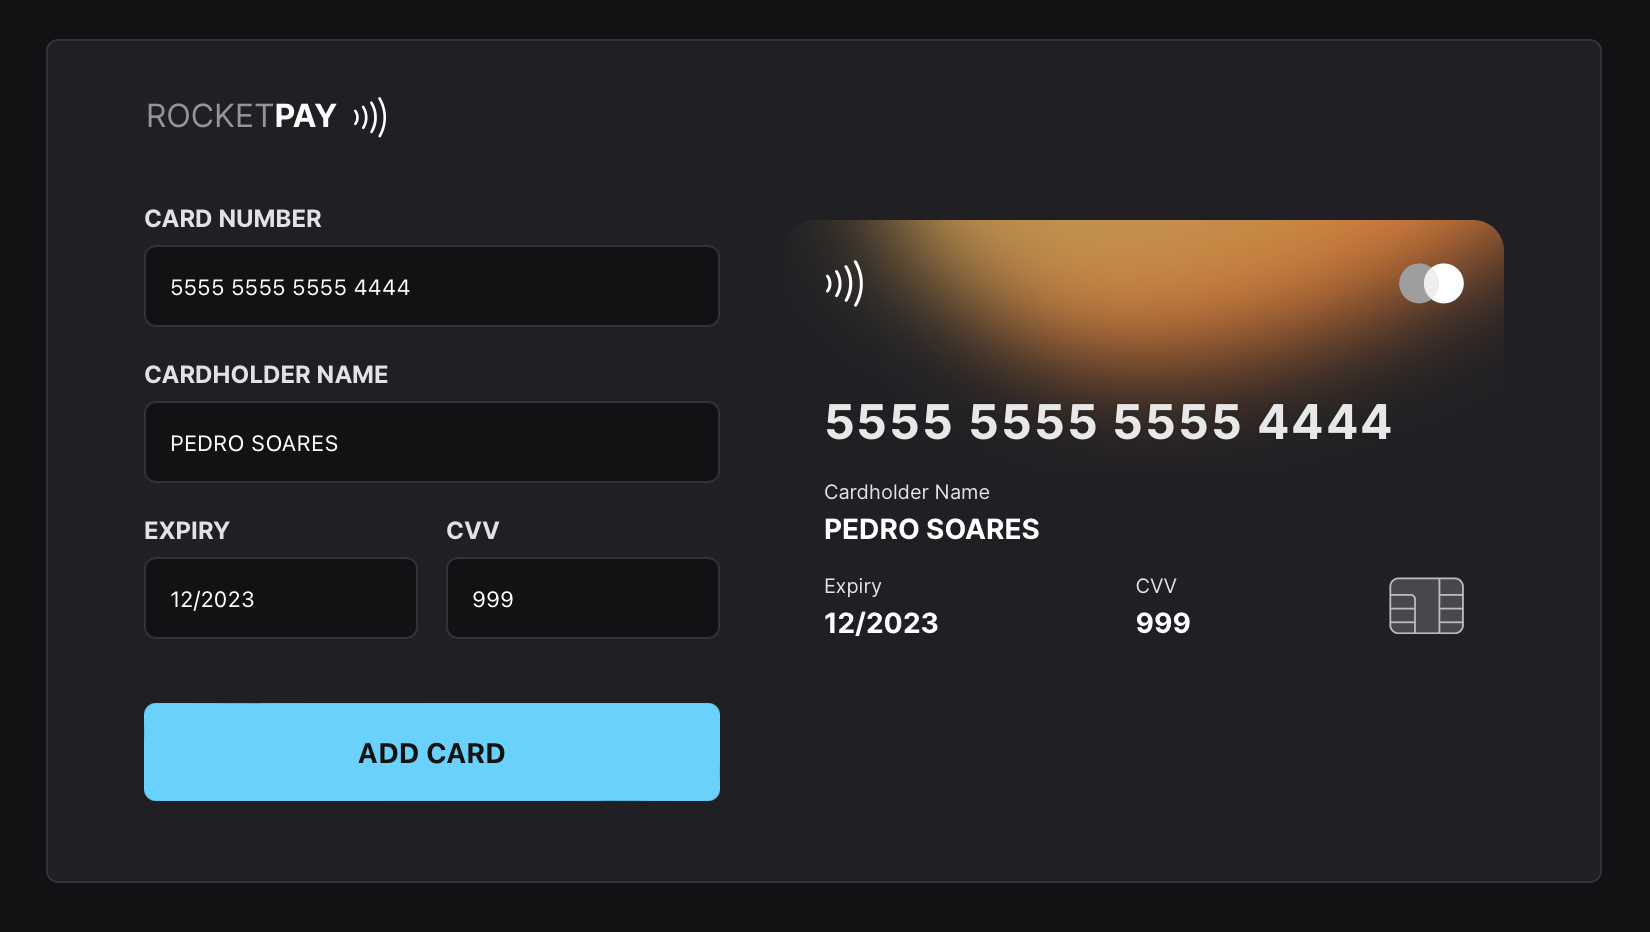 ROCKETPAY
CARD NUMBER
5555 5555 5555 4444
CARDHOLDER NAME
PEDRO SOARES
EXPIRY
CVV
12/2023
999
ADD CARD
5555 5555 5555 4444
Cardholder Name
PEDRO SOARES
Expiry
CVV
12/2023
999